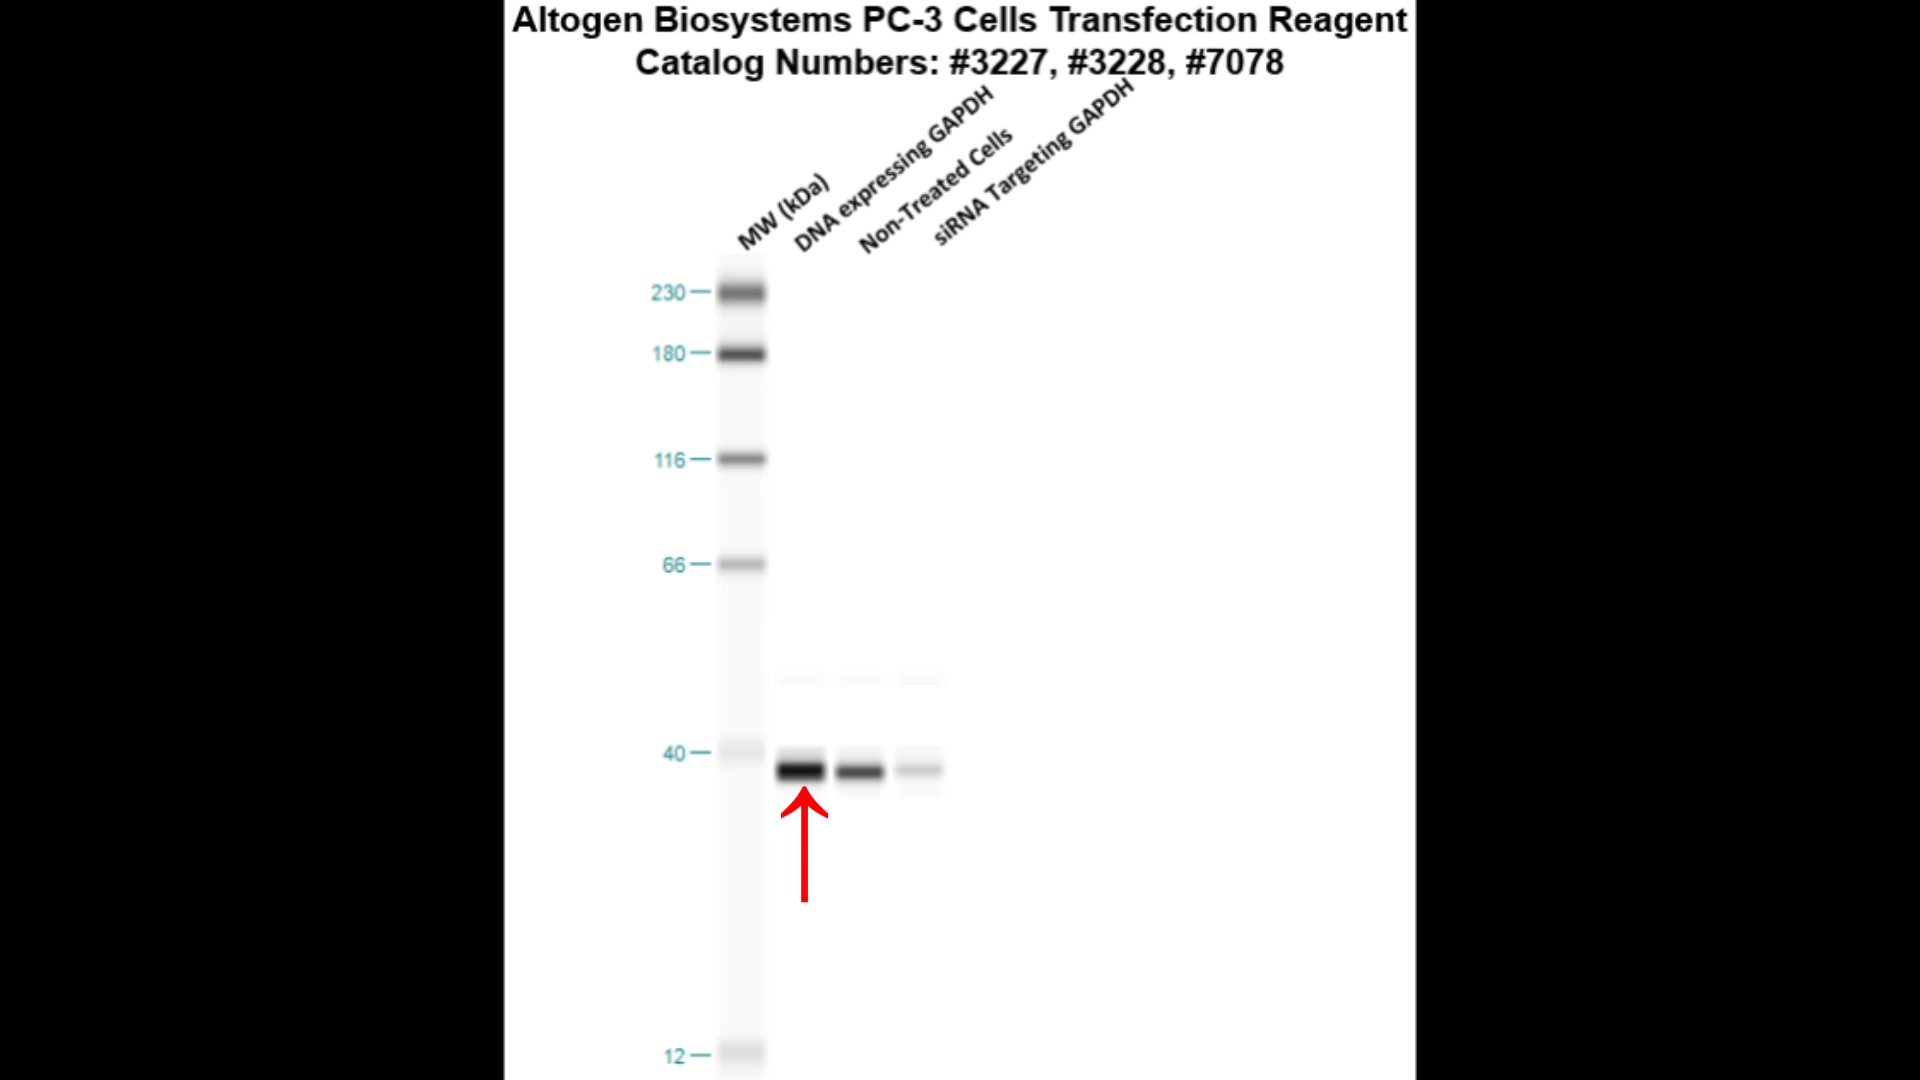 Altogen Biosystems PC-3 Cells Transfection Reagent
Catalog Numbers: #3227, #3228, #7078
MW (kDa)
DNA expressing GAPDH
Non-Treated Cells
siRNA Targeting GAPDH
230
180
116
66
40
12